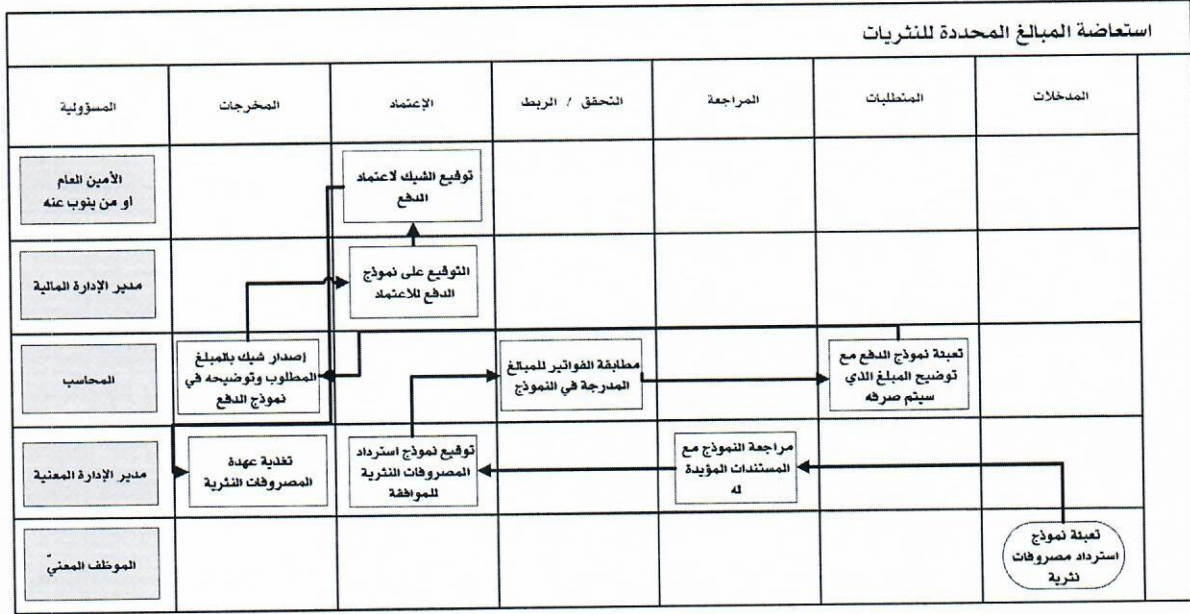 استعاضة المبالغ المحددة للنثريات
المدخلات
المتطلبات
المراجعة
التحقق / الربط
الإعتماد
المخرجات
المسؤولية
توقيع الشيك لاعتماد
الدفع
الأمين العام
أو من ينوب عنه
التوقيع على نموذج
الدفع للاعتماد
مدير الإدارة المالية
تعبئة نموذج الدفع مع
توضيح المبلغ الذي
سيتم صرفه
مطابقة الفواتير للمبالغ
المدرجة في النموذج
إصدار شيك بالمبلغ
المطلوب وتوضيحه في
نموذج الدفع
المحاسب
مراجعة النموذج مع
المستندات المؤيدة
له
توقيع نموذج استرداد
المصروفات النثرية
للموافقة
تغذية عهدة
المصروفات النثرية
مدير الإدارة المعنية
تعبئة نموذج
استرداد مصروفات
نثرية
الموظف المعنيّ